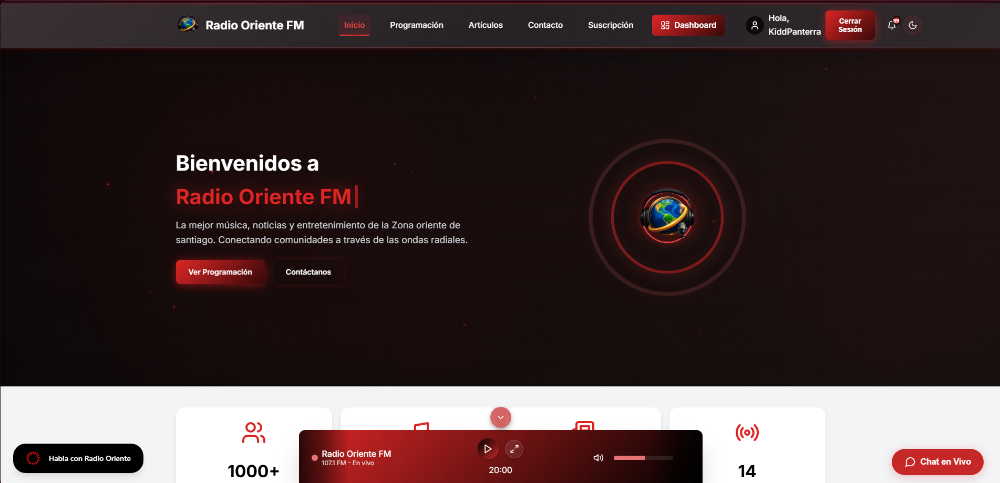 Radio Oriente FM
Inicio
Programación
Artículos
Contacto
Suscripción
Dashboard
Hola,
KiddPanterra
Cerrar
Sesión
99
Bienvenidos a
Radio Oriente FM
La mejor música, noticias y entretenimiento de la Zona oriente de
santiago. Conectando comunidades a través de las ondas radiales.
Ver Programación
Contáctanos
1000+
14
Radio Oriente FM
107.1 FM - En vivo
20:00
Habla con Radio Oriente
Chat en Vivo